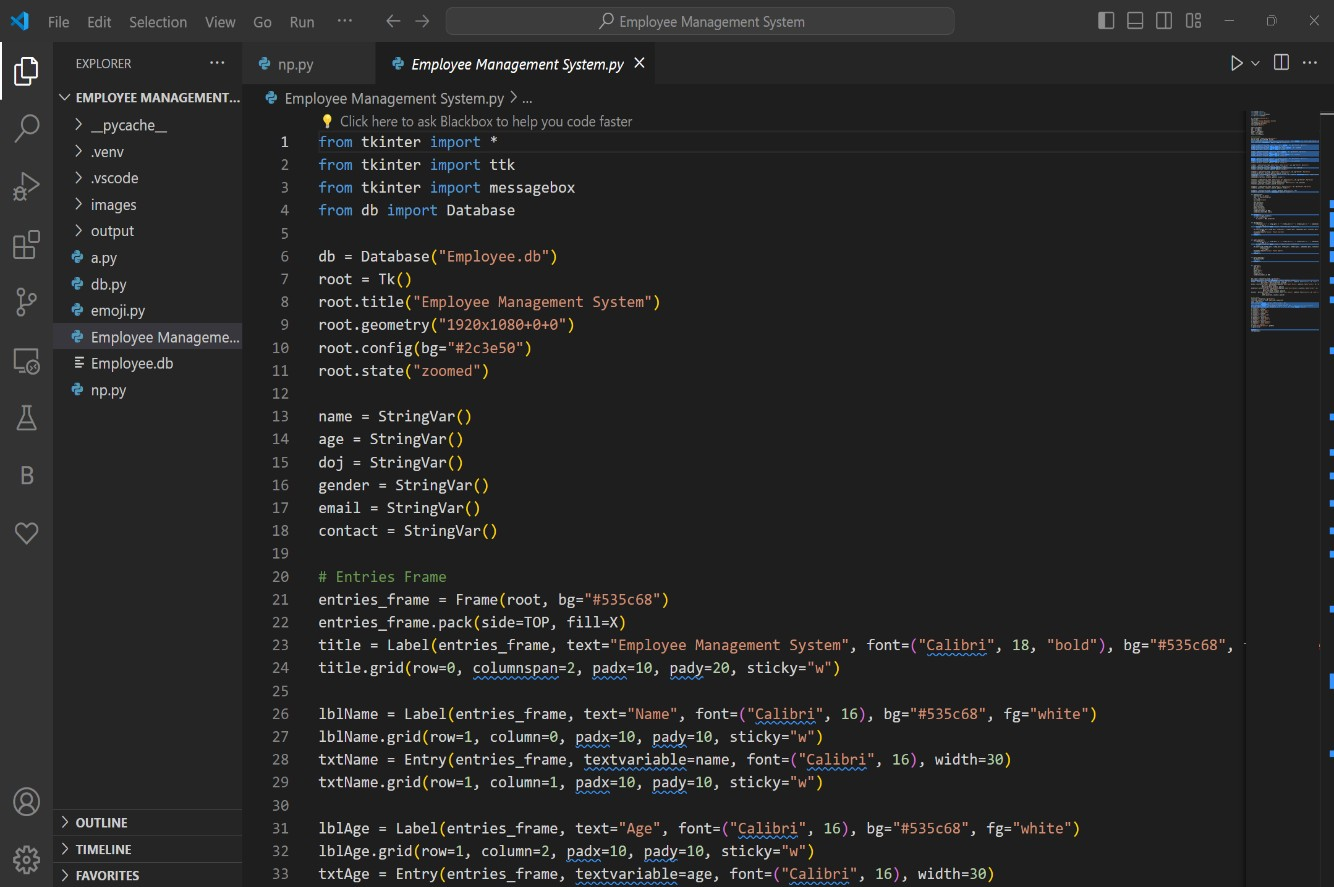 File Edit Selection View Go Run ··· Employee Management System
EXPLORER ···
EMPLOYEE MANAGEMENT...
__pycache__
.venv
.vscode
images
output
a.py
db.py
emoji.py
Employee Manageme...
Employee.db
np.py
OUTLINE
TIMELINE
FAVORITES
np.py Employee Management System.py
Employee Management System.py > ...
Click here to ask Blackbox to help you code faster
1 from tkinter import *
2 from tkinter import ttk
3 from tkinter import messagebox
4 from db import Database
5
6 db = Database("Employee.db")
7 root = Tk()
8 root.title("Employee Management System")
9 root.geometry("1920x1080+0+0")
10 root.config(bg="#2c3e50")
11 root.state("zoomed")
12
13 name = StringVar()
14 age = StringVar()
15 doj = StringVar()
16 gender = StringVar()
17 email = StringVar()
18 contact = StringVar()
19
20 # Entries Frame
21 entries_frame = Frame(root, bg="#535c68")
22 entries_frame.pack(side=TOP, fill=X)
23 title = Label(entries_frame, text="Employee Management System", font=("Calibri", 18, "bold"), bg="#535c68",
24 title.grid(row=0, columnspan=2, padx=10, pady=20, sticky="w")
25
26 lblName = Label(entries_frame, text="Name", font=("Calibri", 16), bg="#535c68", fg="white")
27 lblName.grid(row=1, column=0, padx=10, pady=10, sticky="w")
28 txtName = Entry(entries_frame, textvariable=name, font=("Calibri", 16), width=30)
29 txtName.grid(row=1, column=1, padx=10, pady=10, sticky="w")
30
31 lblAge = Label(entries_frame, text="Age", font=("Calibri", 16), bg="#535c68", fg="white")
32 lblAge.grid(row=1, column=2, padx=10, pady=10, sticky="w")
33 txtAge = Entry(entries_frame, textvariable=age, font=("Calibri", 16), width=30)